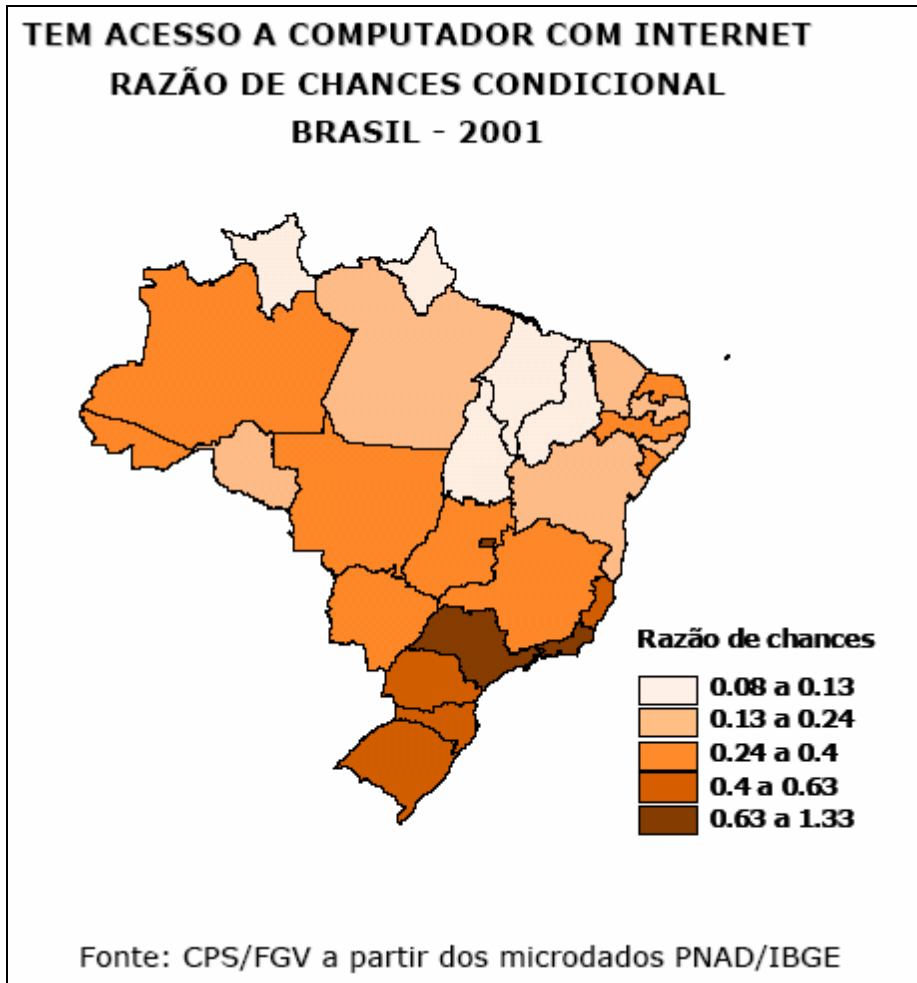 TEM ACESSO A COMPUTADOR COM INTERNET
RAZÃO DE CHANCES CONDICIONAL
BRASIL - 2001
Razão de chances
0.08 a 0.13
0.13 a 0.24
0.24 a 0.4
0.4 a 0.63
0.63 a 1.33
Fonte: CPS/FGV a partir dos microdados PNAD/IBGE